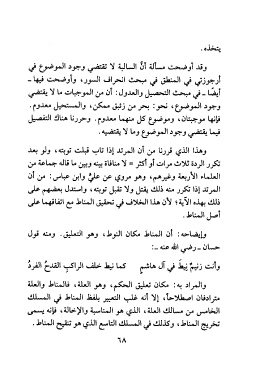 يتخذه.
وقد أوضحت مسألة أنَّ السالبة لا تقتضي وجود الموضوع في
أرجوزتي في المنطق في مبحث انحراف السور، وأوضحت فيها ـ
أيضًا ـ في مبحث التحصيل والعدول: أن من الموجبات ما لا يقتضي
وجود الموضوع، نحو: بحر من زئبق ممكن، والمستحيل معدوم.
فإنهما موجبتان، وموضوع كل منهما معدوم. وحررنا هناك التفصيل
فيما يقتضي وجود الموضوع وما لا يقتضيه.
وهذا الذي قررنا من أن المرتد إذا تاب قبلت توبته، ولو بعد
تكرر الردة ثلاث مرات أو أكثر = لا منافاة بينه وبين ما قاله جماعة من
العلماء الأربعة وغيرهم، وهو مروي عن عليٍّ وابن عباس: من أن
المرتد إذا تكرر منه ذلك يقتل ولا تقبل توبته، واستدل بعضهم على
ذلك بهذه الآية؛ لأن هذا الخلاف في تحقيق المناط مع اتفاقهما على
أصل المناط.
وإيضاحه: أن المناط مكان النوط، وهو التعليق. ومنه قول
حسان ـ رضي الله عنه ـ:
وأنت زنيمٌ نِيطَ في آل هاشمٍ كما نيط خلف الراكبِ القدحُ الفردُ
والمراد به: مكان تعليق الحكم، وهو العلة، فالمناط والعلة
مترادفان اصطلاحاً، إلا أنه غلب التعبير بلفظ المناط في المسلك
الخامس من مسالك العلة، الذي هو المناسبة والإخالة، فإنه يسمى
تخريج المناط، وكذلك في المسلك التاسع الذي هو تنقيح المناط.
٦٨